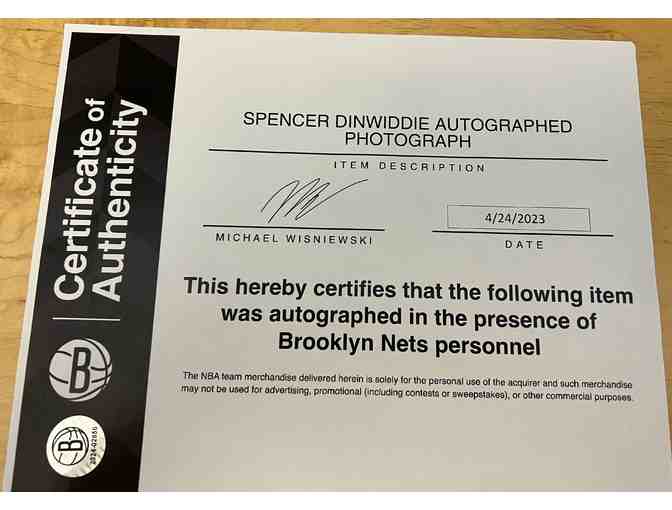 Certificate of
Authenticity
B
B
SPENCER DINWIDDIE AUTOGRAPHED
PHOTOGRAPH
ITEM DESCRIPTION
MICHAEL WISNIEWSKI
4/24/2023
DATE
This hereby certifies that the following item
was autographed in the presence of
Brooklyn Nets personnel
The NBA team merchandise delivered herein is solely for the personal use of the acquirer and such merchandise
may not be used for advertising, promotional (including contests or sweepstakes), or other commercial purposes.